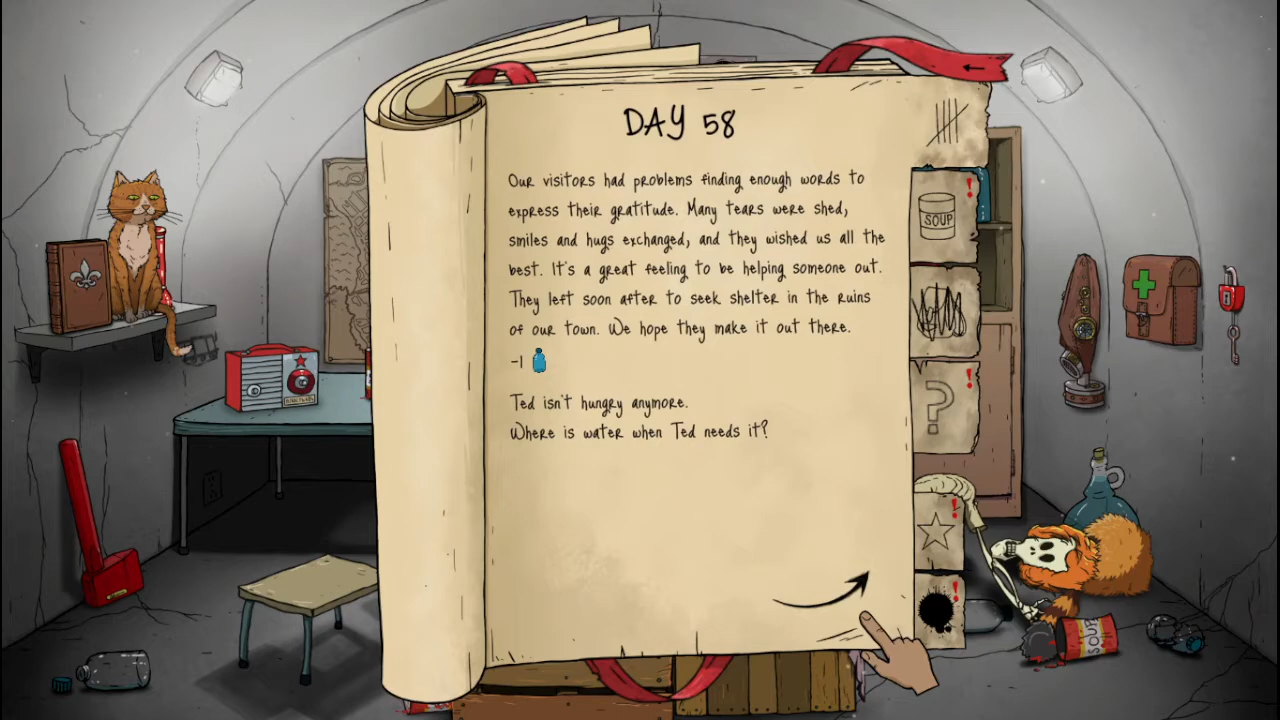 DAY 58
Our visitors had problems finding enough words to
express their gratitude. Many tears were shed,
smiles and hugs exchanged, and they wished us all the
best. It's a great feeling to be helping someone out.
They left soon after to seek shelter in the ruins
of our town. We hope they make it out there.
-1
Ted isn't hungry anymore.
Where is water when Ted needs it?
!
SOUP
!
?
!
!
SOUP